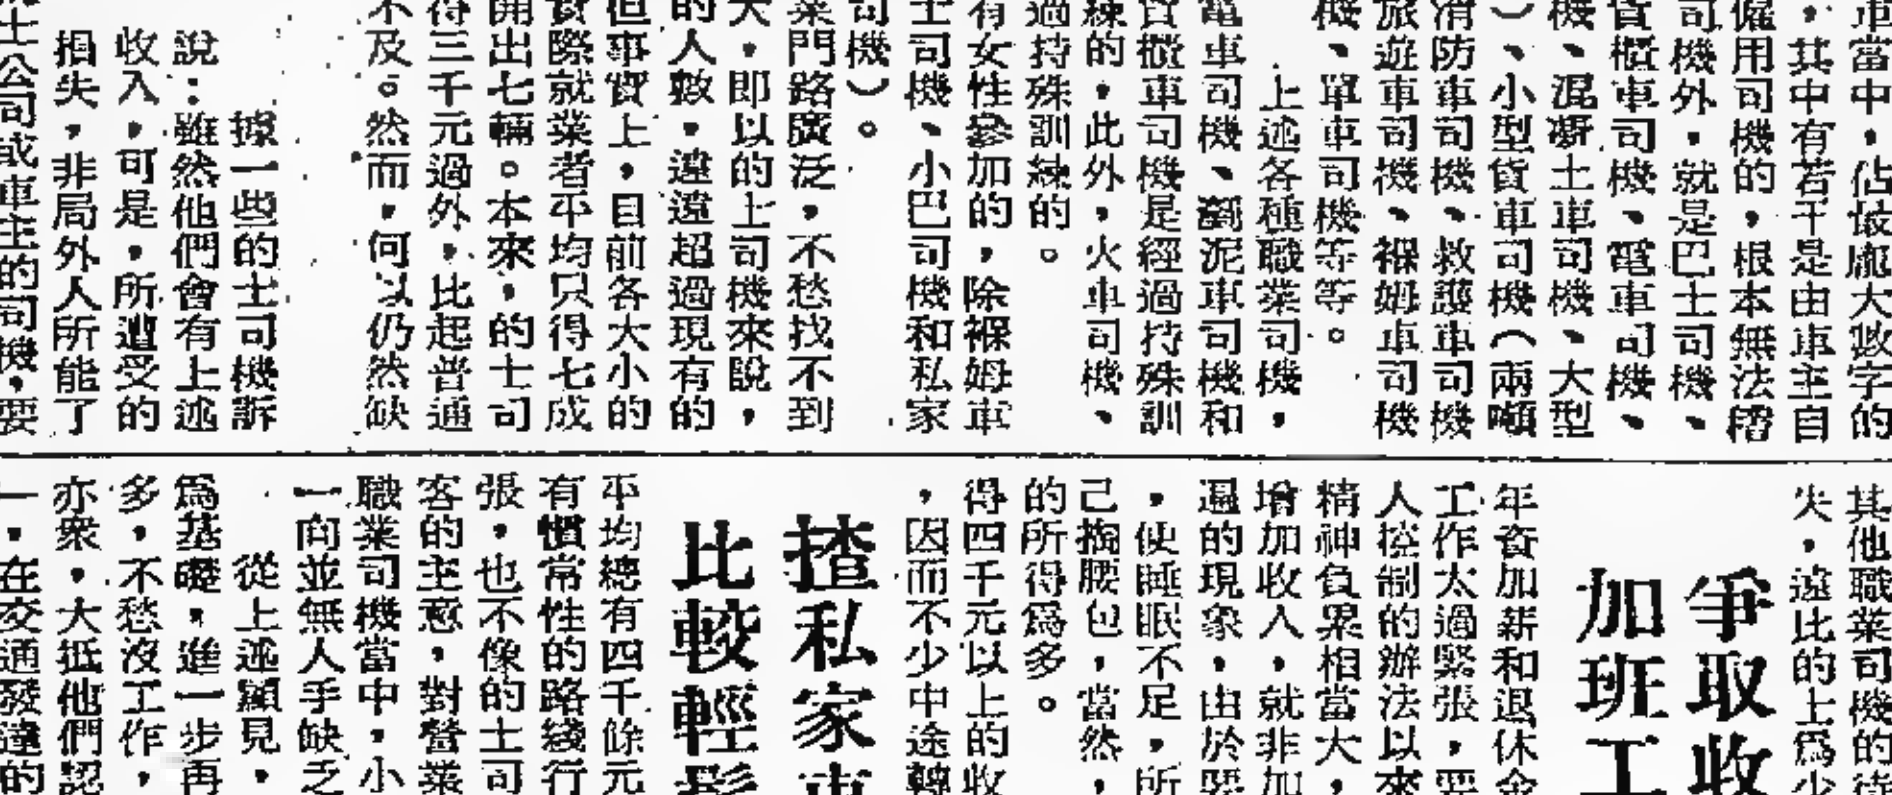 車當中，佔最龐大數字的
，其中有若干是由車主自
僱用司機的，根本無法稽
司機外，就是巴士司機、
貨櫃車司機、電車司機、
機、混凝土車司機、大型
）、小型貨車司機（兩噸
消防車司機、救護車司機
旅遊車司機、褓姆車司機
機、單車司機等等。
上述各種職業司機，
電車司機、泥車司機和
貨櫃車司機是經過持殊訓
練的，此外，火車司機、
過持殊訓練的。
有女性參加的，除褓姆車
士司機、小巴司機和私家
司機）。
業門路廣泛，不愁找不到
大，即以的士司機來說，
的人數，遠遠超過現有的
但事實上，目前各大小的
實際就業者平均只得七成
開出七輛。本來，的士司
得三千元過外，比起普通
不及。然而，何以仍然缺
據一些的士司機訴
說：雖然他們會有上述
收入，可是，所遭受的
損失，非局外人所能了
士公司或車主的司機，要
其他職業司機的待
失，遠比的士為少
爭取收
加班工
年資加薪和退休金
工作太過緊張，要
人控制的辦法以來
精神負累相當大，
增加收入，就非加
遍的現象，由於要
，使睡眠不足，所
己掏腰包，當然，
的所得爲多。
得四千元以上的收
，因而不少中途轉
揸私家車
比較輕鬆
平均總有四千餘元
有慣常性的路綫行
張，也不像的士司
客的主意，對營業
職業司機當中，小
一向並無人手缺乏
從上述顯見，
爲基礎，進一步再
多，不愁沒工作，
亦衆，大抵他們認
一，在交通發達的